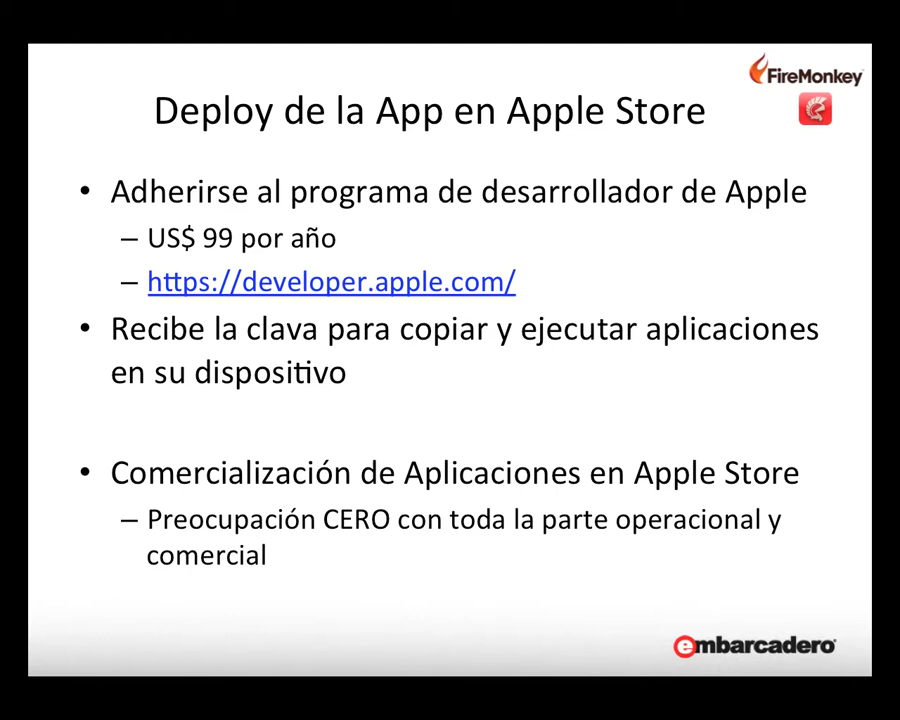 FireMonkey
Deploy de la App en Apple Store
• Adherirse al programa de desarrollador de Apple
– US$ 99 por año
– https://developer.apple.com/
• Recibe la clava para copiar y ejecutar aplicaciones
en su dispositivo
• Comercialización de Aplicaciones en Apple Store
– Preocupación CERO con toda la parte operacional y
comercial
embarcadero